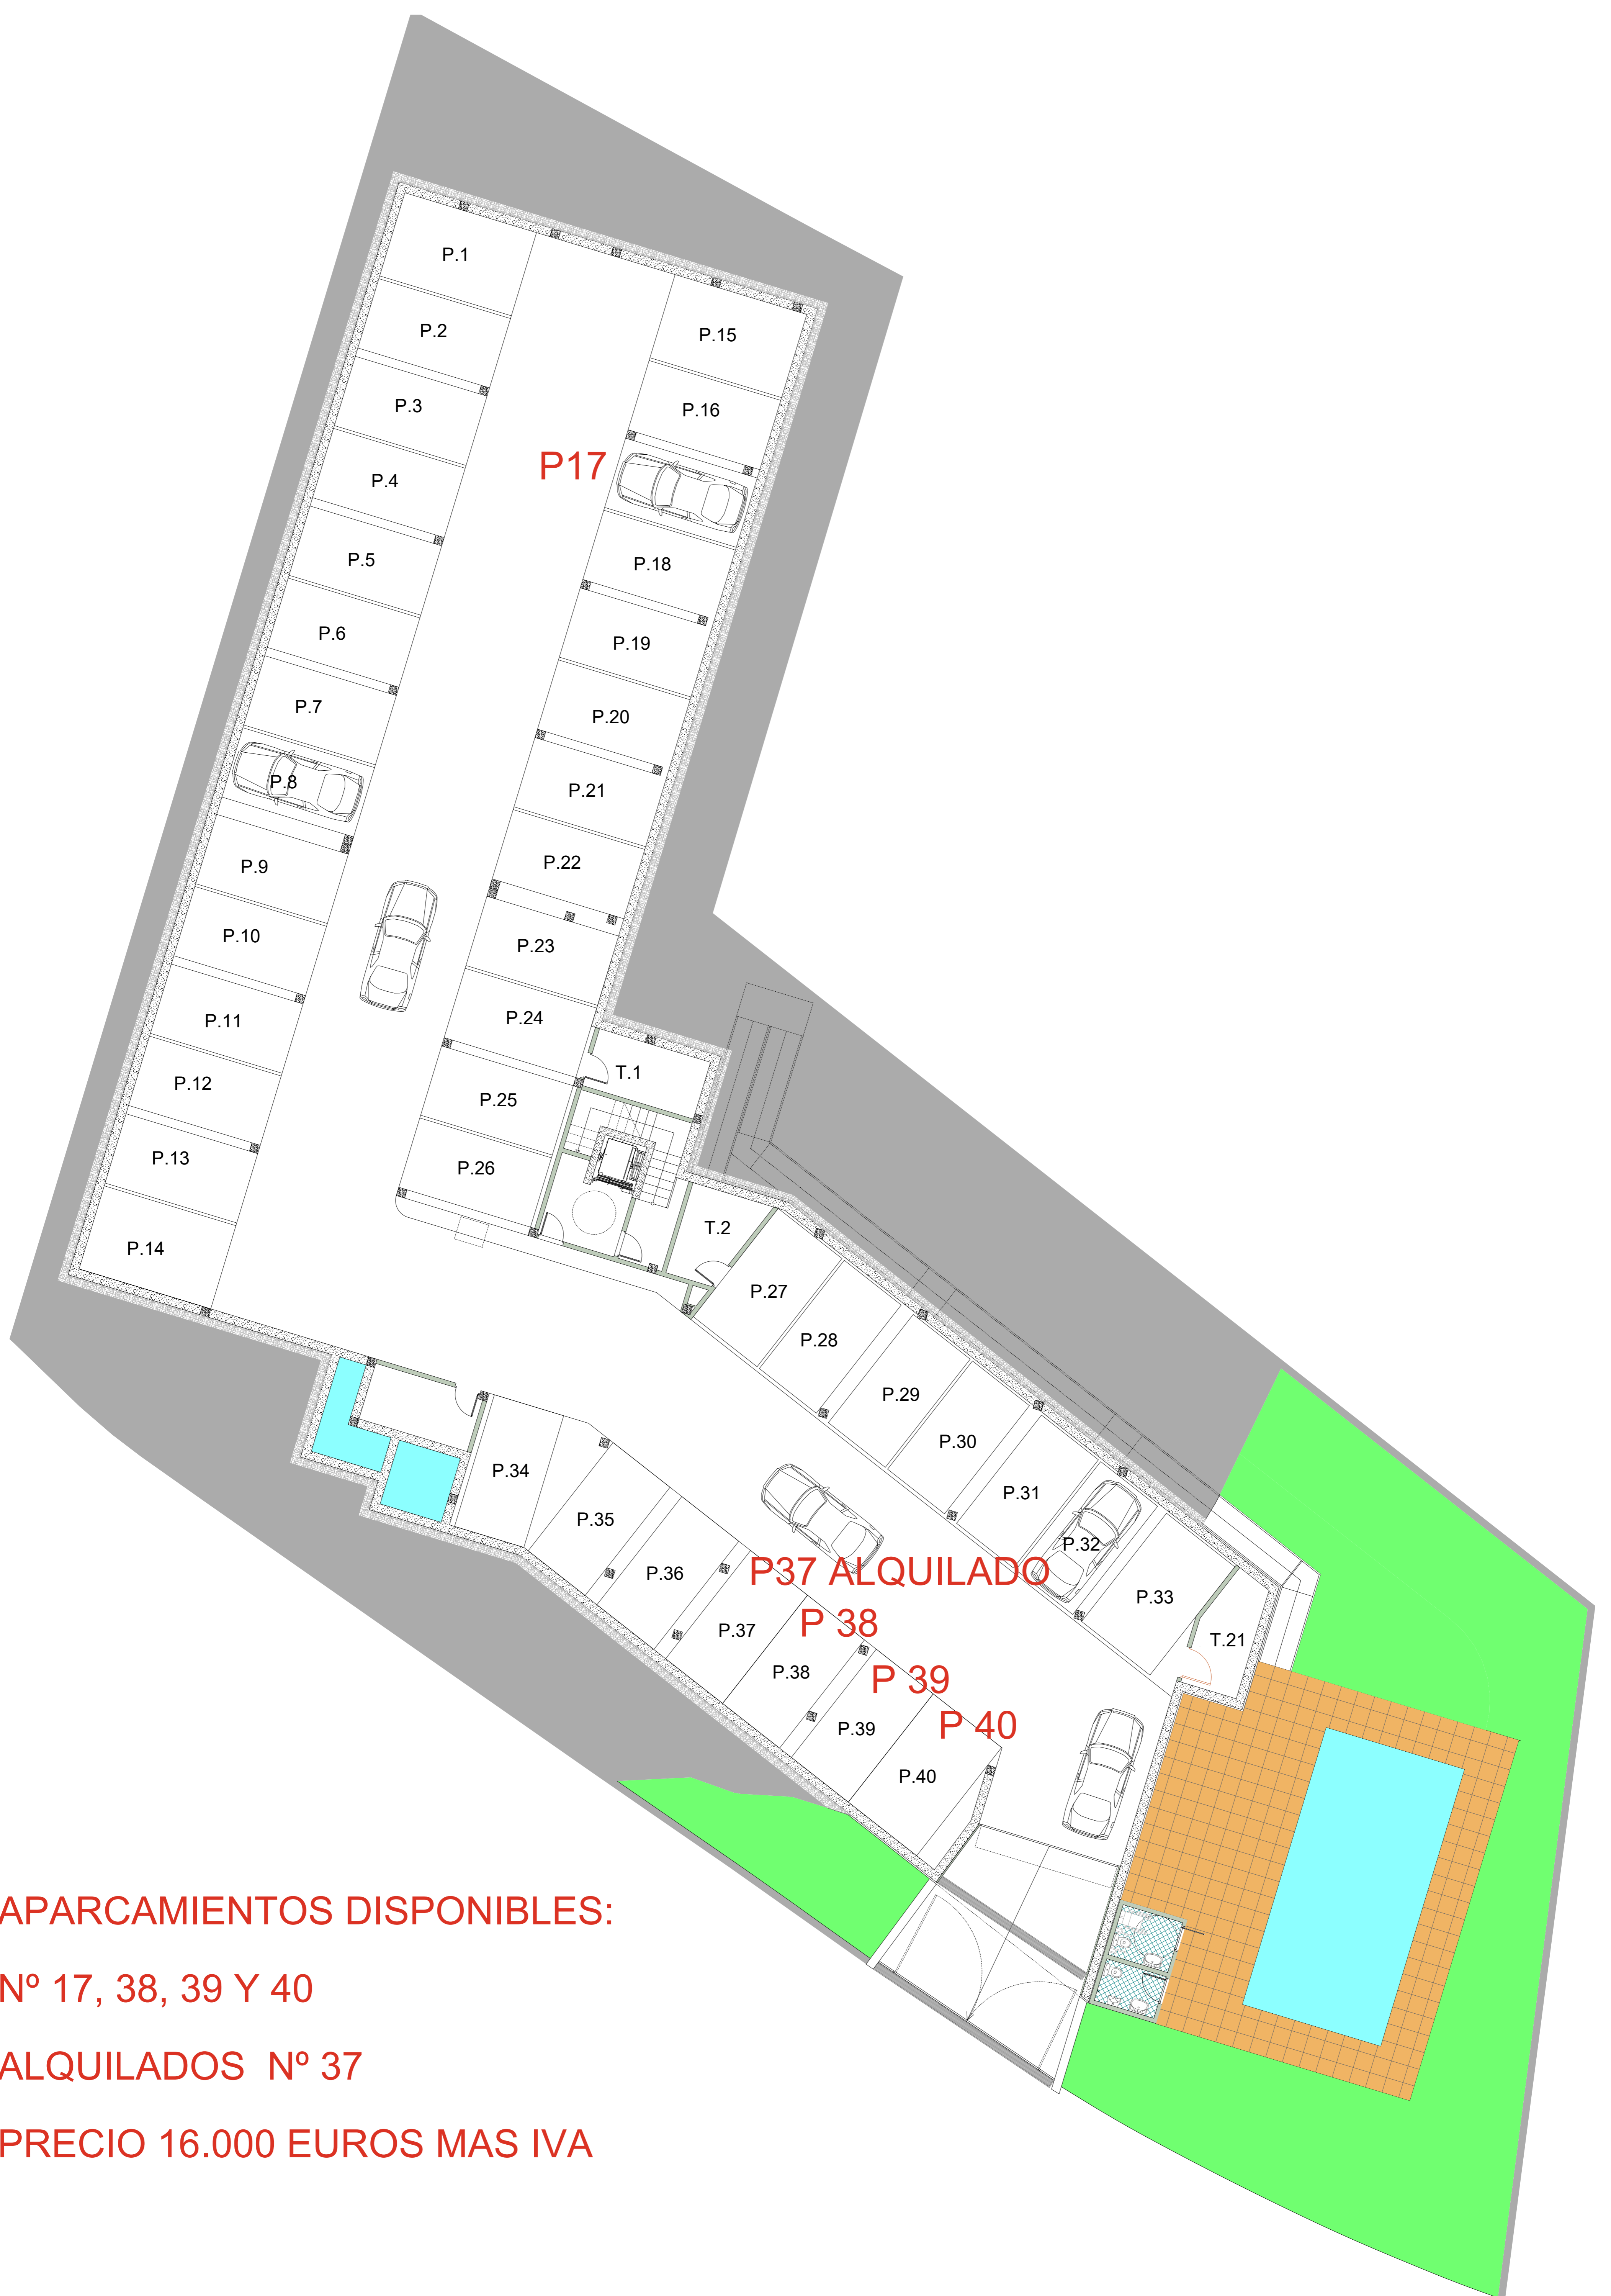 P.1
P.2
P.15
P.3
P.16
P17
P.4
P.5
P.18
P.6
P.19
P.7
P.20
P.8
P.21
P.9
P.22
P.10
P.23
P.11
P.24
P.12
T.1
P.13
P.25
P.14
P.26
T.2
P.27
P.28
P.29
P.30
P.31
P.32
P.33
T.21
P.34
P.35
P.36
P.37
P.38
P.39
P.40
P37 ALQUILADO
P 38
P 39
P 40
APARCAMIENTOS DISPONIBLES:
Nº 17, 38, 39 Y 40
ALQUILADOS Nº 37
PRECIO 16.000 EUROS MAS IVA